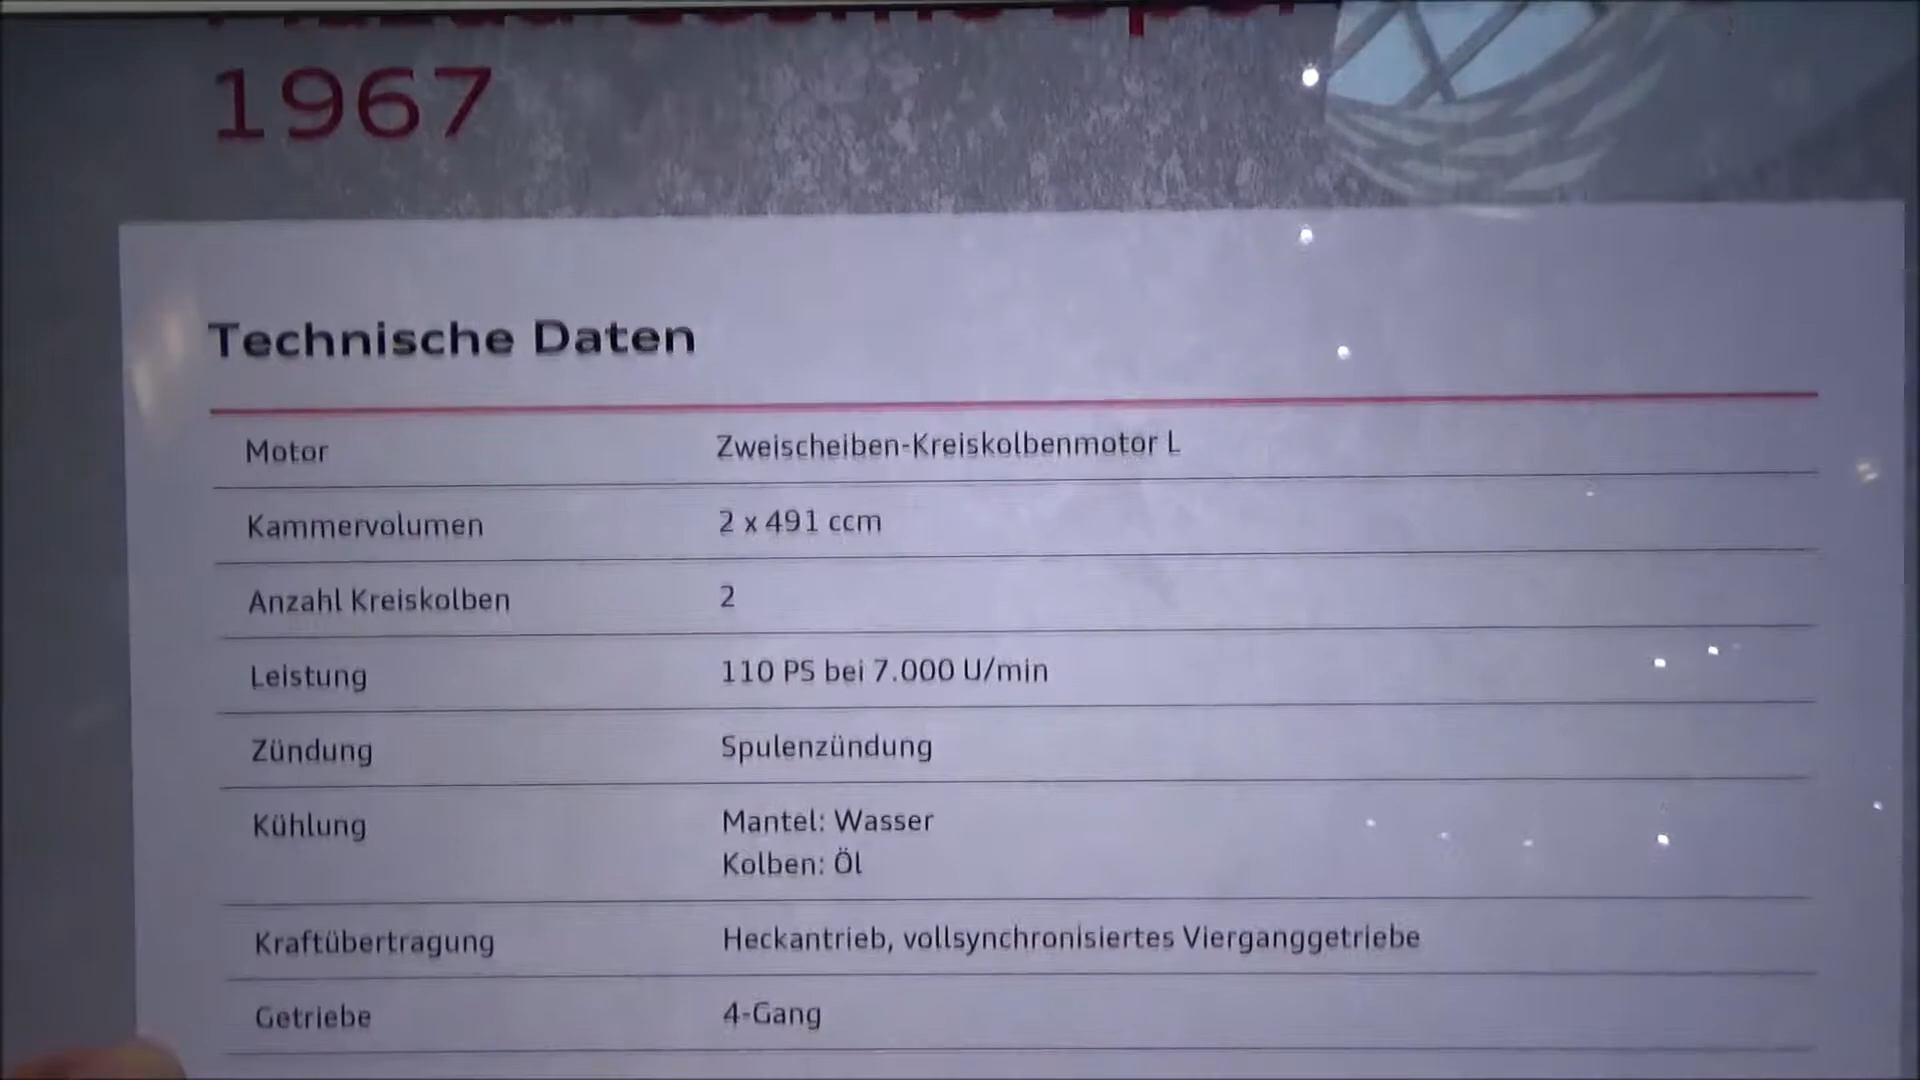 1967
Technische Daten
Motor Zweischeiben-Kreiskolbenmotor L
Kammervolumen 2 x 491 ccm
Anzahl Kreiskolben 2
Leistung 110 PS bei 7.000 U/min
Zündung Spulenzündung
Kühlung Mantel: Wasser
Kolben: Öl
Kraftübertragung Heckantrieb, vollsynchronisiertes Vierganggetriebe
Getriebe 4-Gang